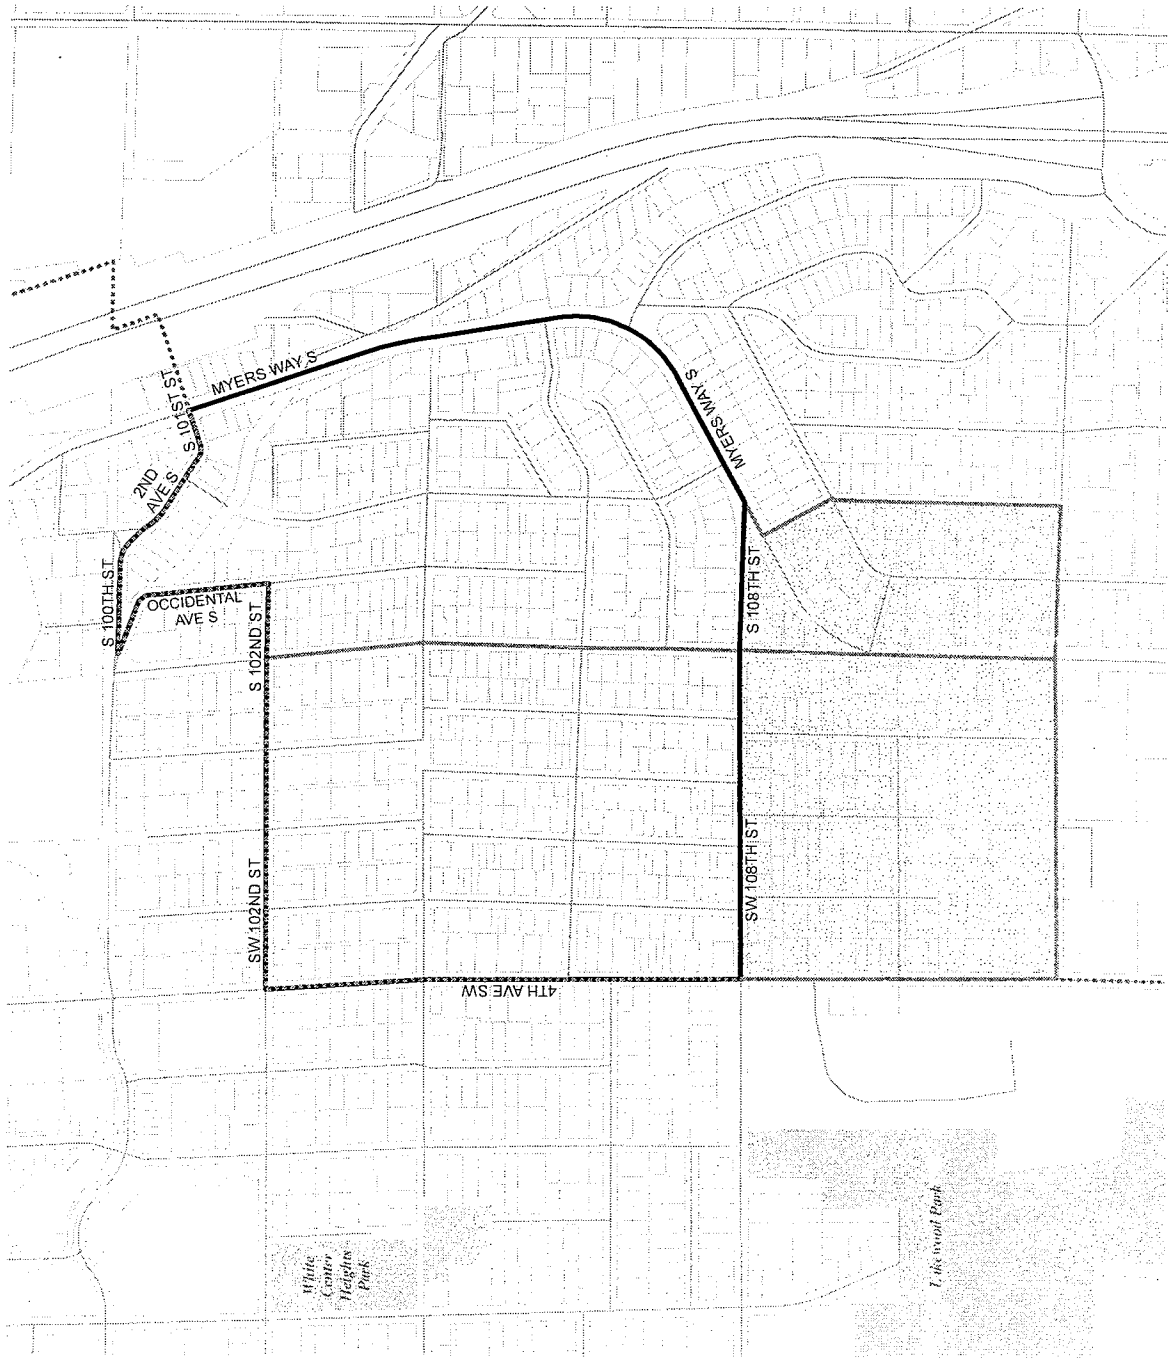 MYERS WAY S
S 101ST ST
2ND
AVE S
S 100TH ST
OCCIDENTAL
AVE S
S 102ND ST
MYERS WAY S
S 108TH ST
SW 102ND ST
SW 108TH ST
4TH AVE SW
White
Center
Heights
Park
Lakewood Park